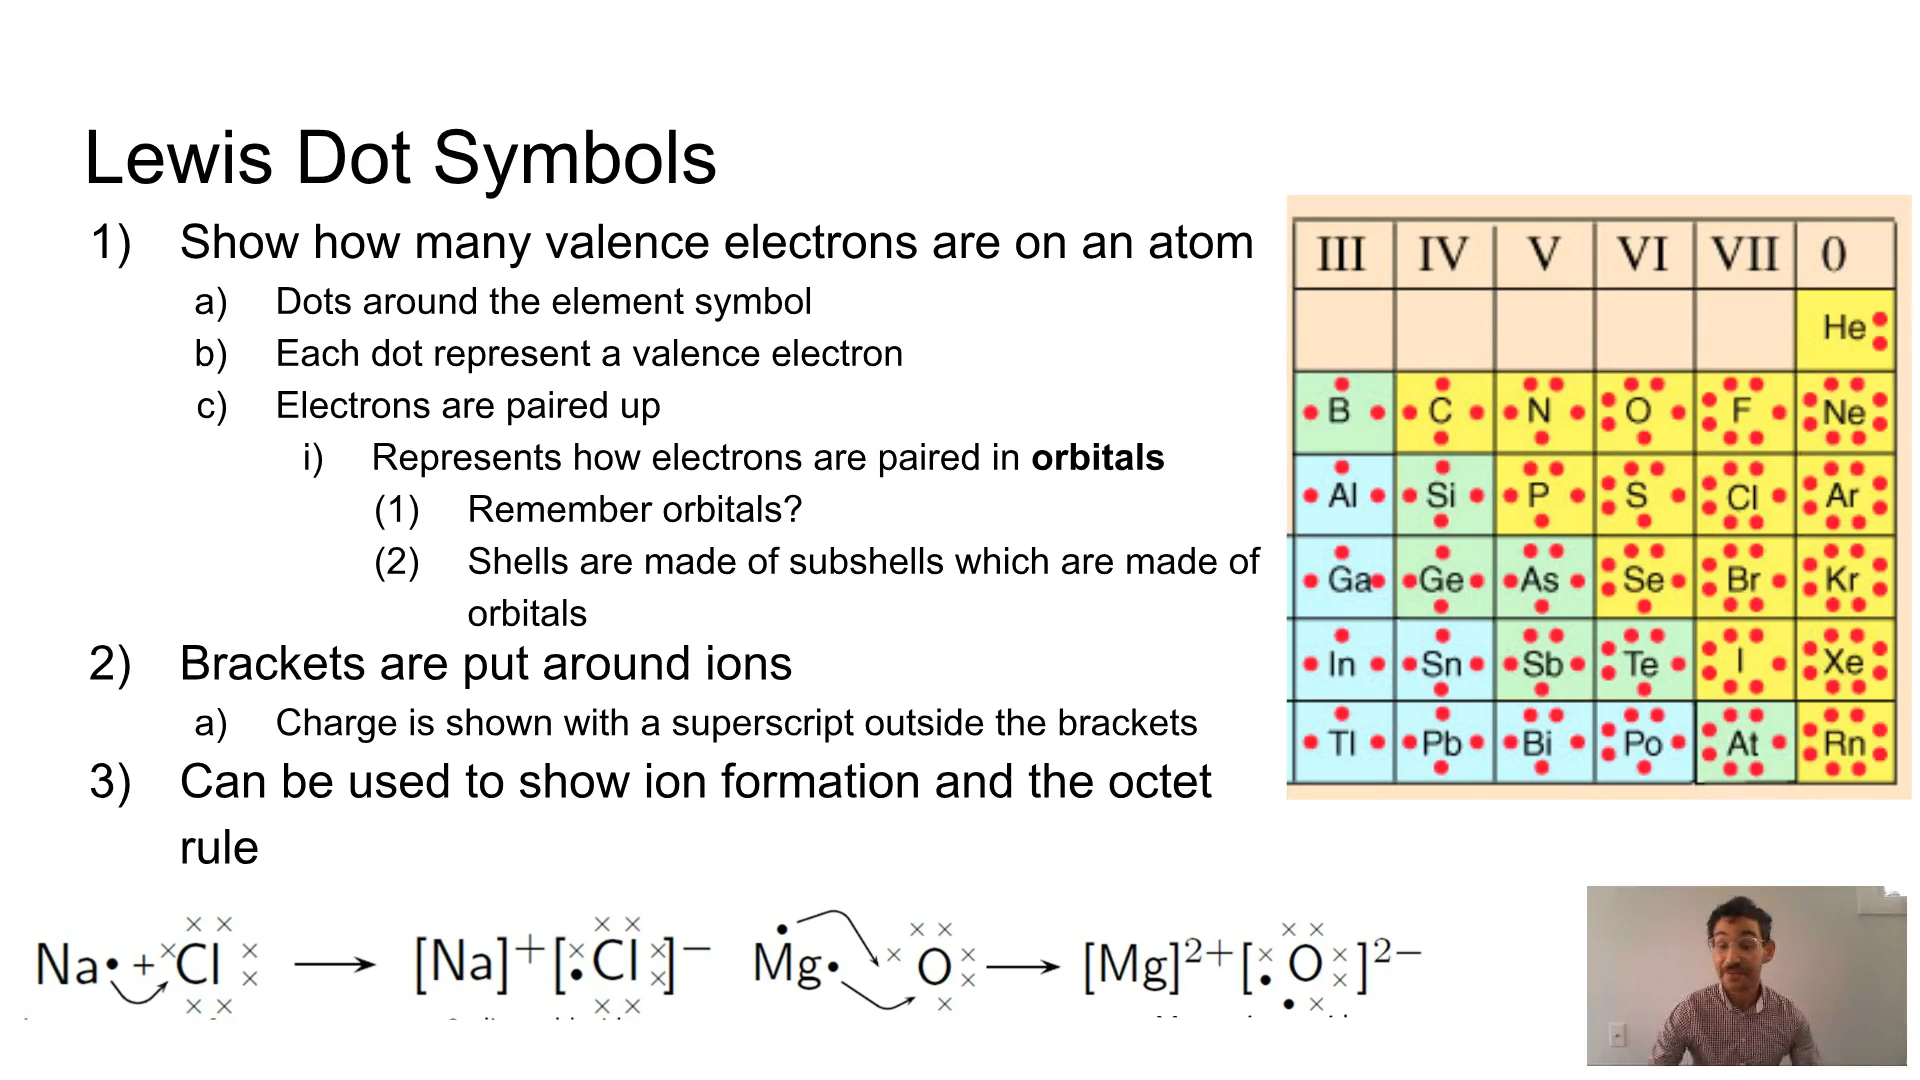 Lewis Dot Symbols
1) Show how many valence electrons are on an atom
a) Dots around the element symbol
b) Each dot represent a valence electron
c) Electrons are paired up
i) Represents how electrons are paired in orbitals
(1) Remember orbitals?
(2) Shells are made of subshells which are made of
orbitals
2) Brackets are put around ions
a) Charge is shown with a superscript outside the brackets
3) Can be used to show ion formation and the octet
rule
III IV V VI VII 0
He
B C N O F Ne
Al Si P S Cl Ar
Ga Ge As Se Br Kr
In Sn Sb Te I Xe
Tl Pb Bi Po At Rn
Na + Cl → [Na]⁺ [Cl]⁻ Mg O → [Mg]²⁺ [O]²⁻